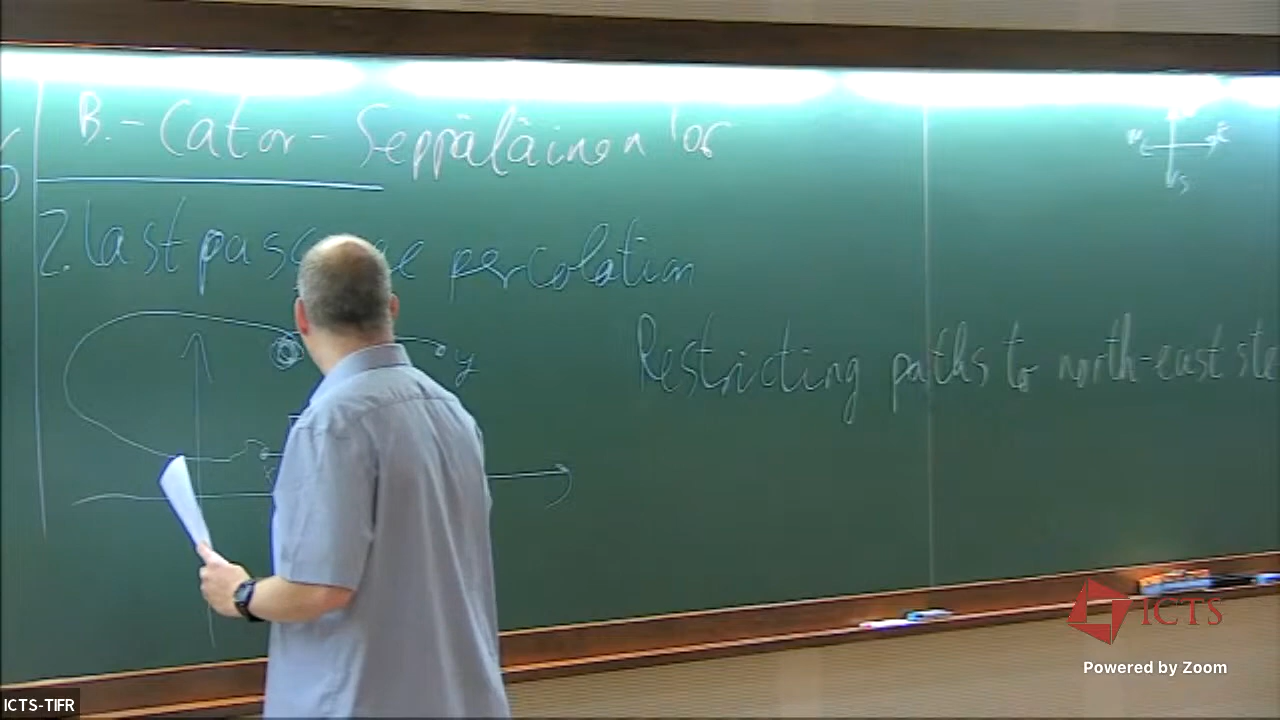 B. - Cator - Seppäläinen '06
2. last passage percolation
y
Restricting paths to north-east ste
E
S
ICTS
Powered by Zoom
ICTS-TIFR